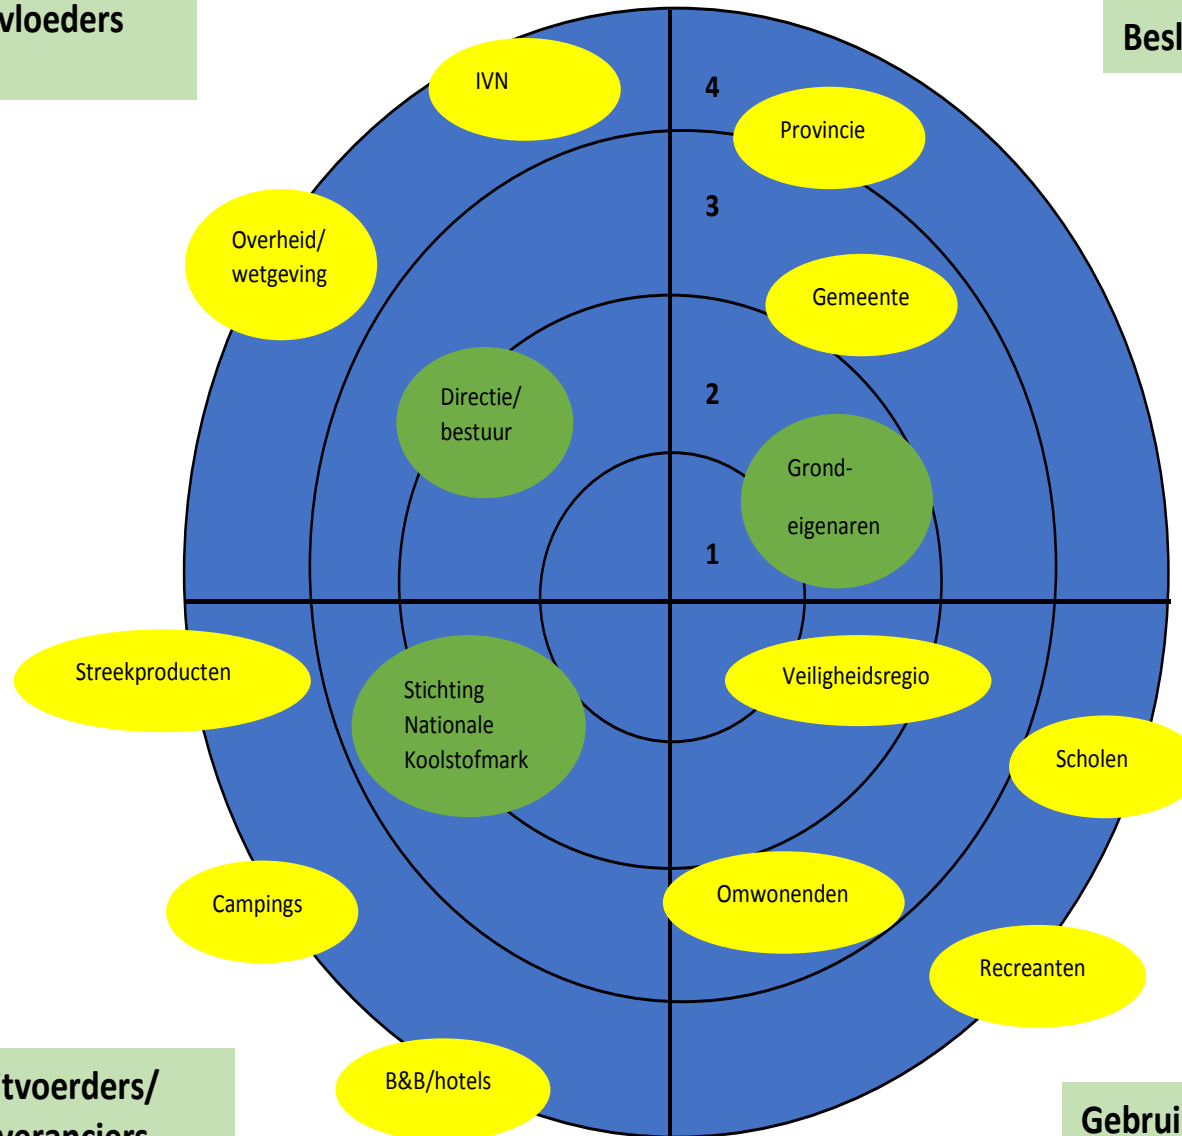 vloeders
Besl
IVN
4
Provincie
3
Overheid/
wetgeving
Gemeente
Directie/
bestuur
2
Grond-
eigenaren
1
Streekproducten
Stichting
Nationale
Koolstofmark
Veiligheidsregio
Scholen
Campings
Omwonenden
Recreanten
B&B/hotels
tvoerders/
veranciers
Gebrui